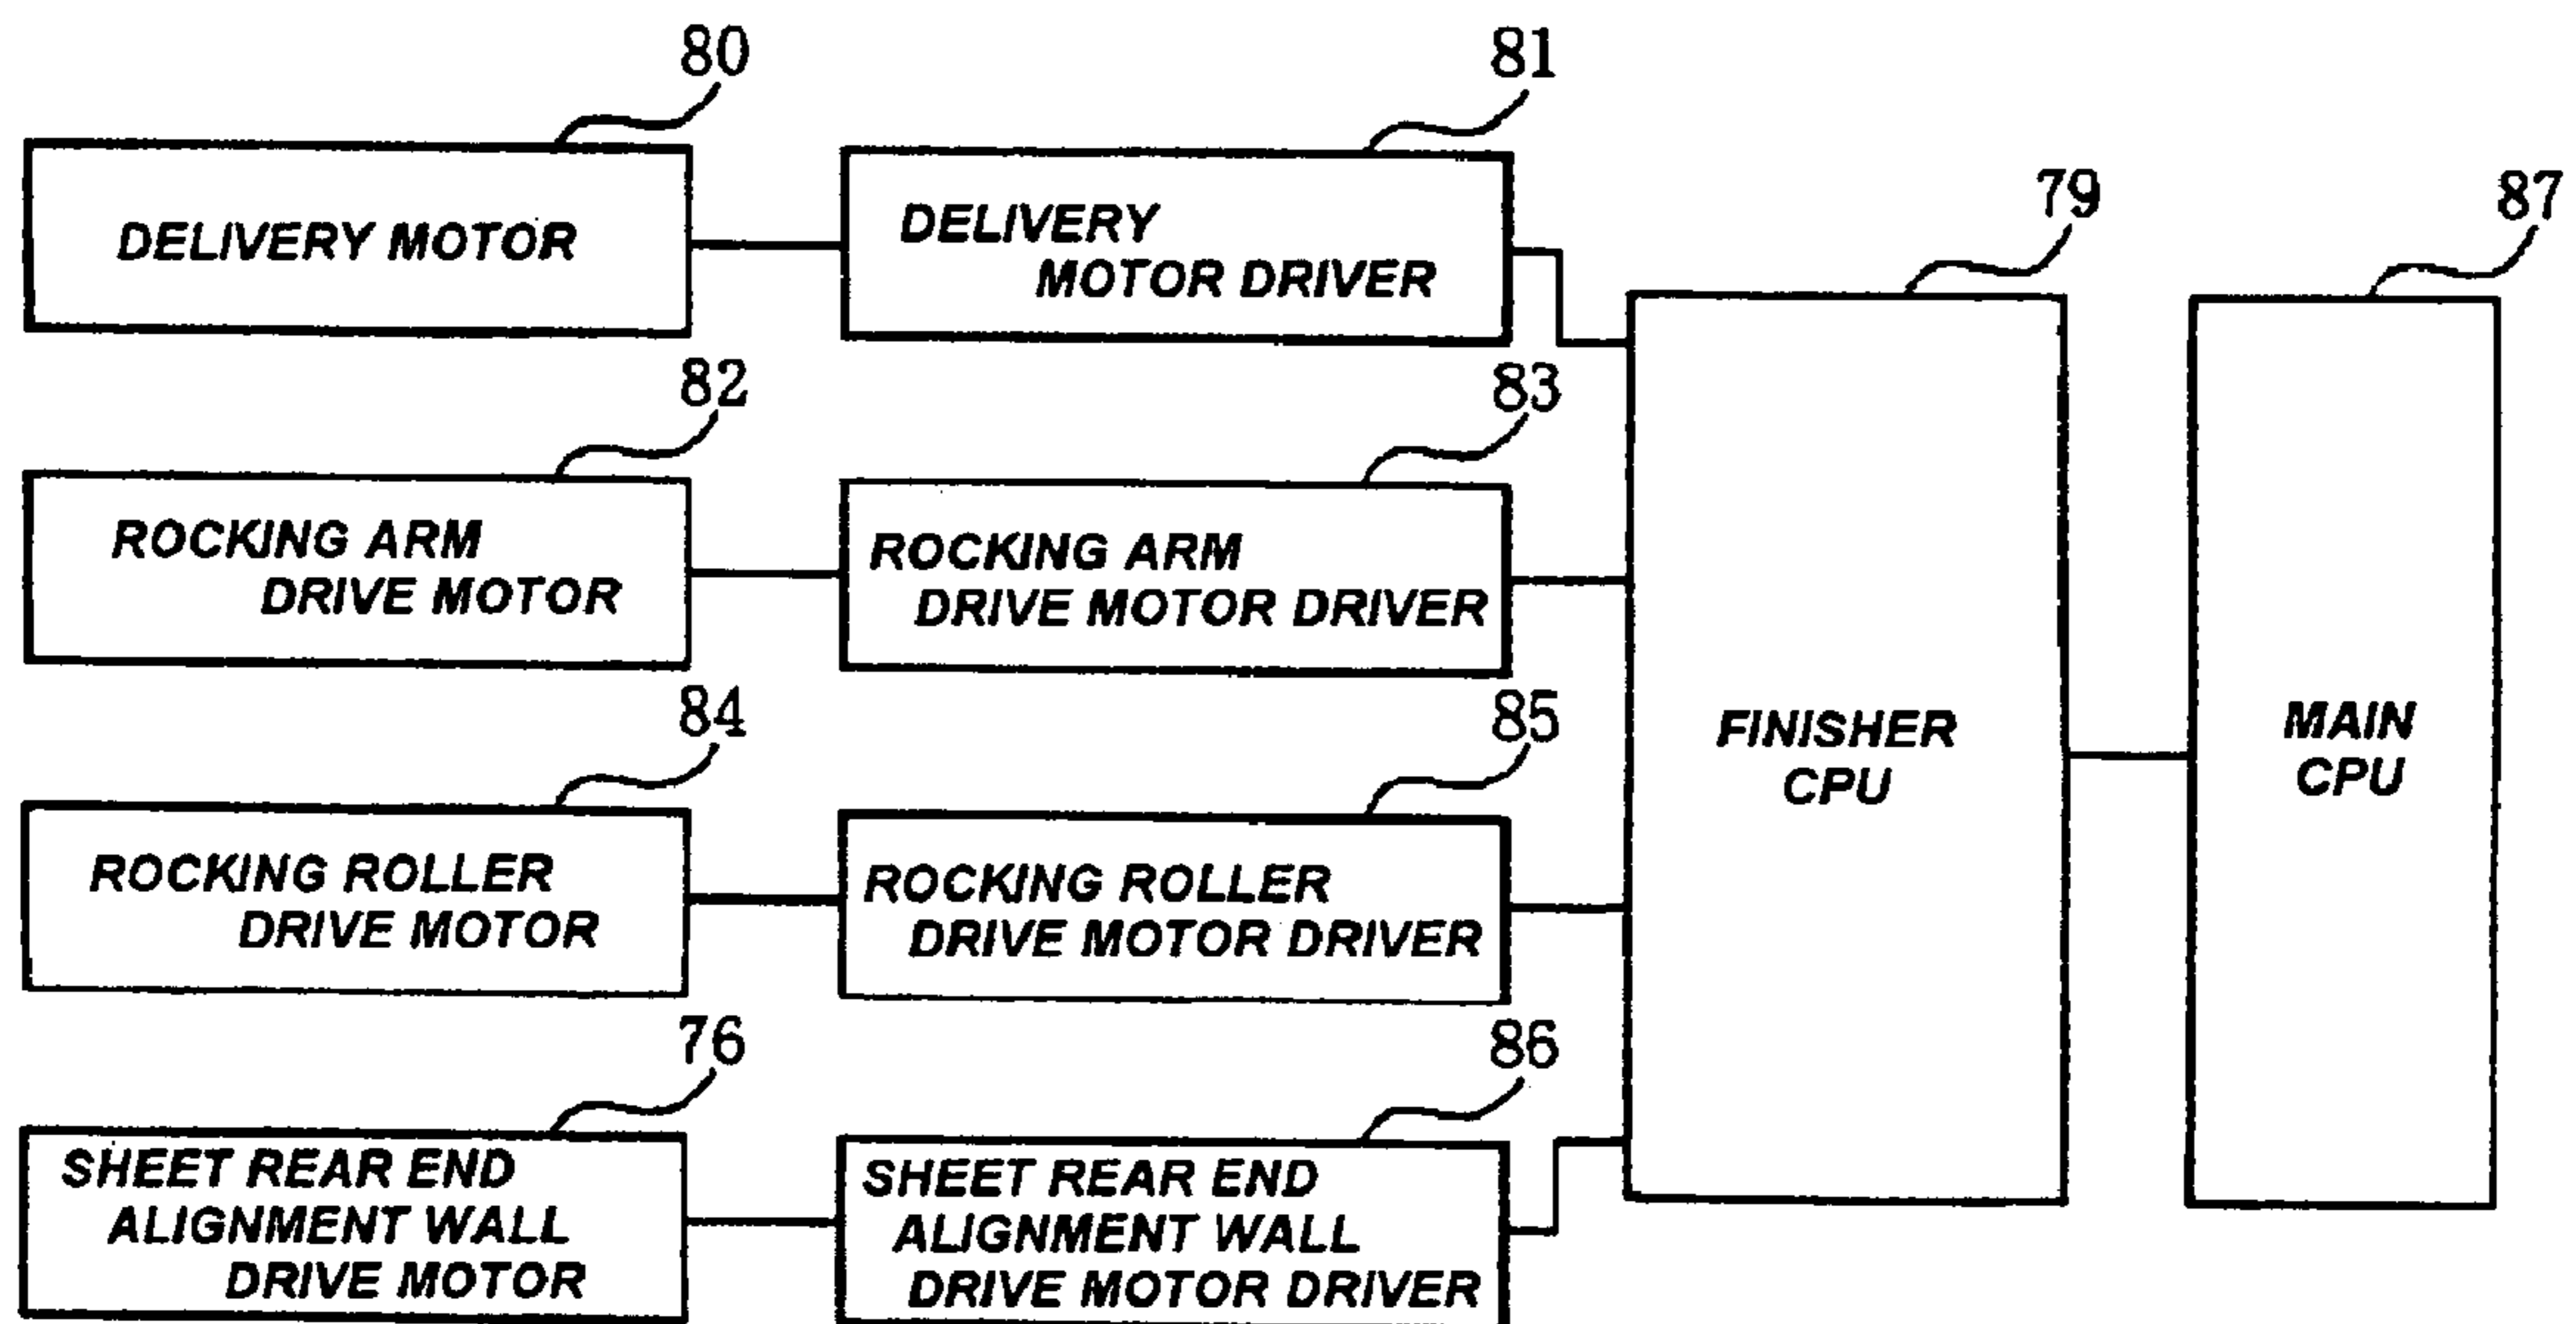 80
81
79
87
DELIVERY MOTOR
DELIVERY
MOTOR DRIVER
82
83
ROCKING ARM
DRIVE MOTOR
ROCKING ARM
DRIVE MOTOR DRIVER
FINISHER
CPU
MAIN
CPU
84
85
ROCKING ROLLER
DRIVE MOTOR
ROCKING ROLLER
DRIVE MOTOR DRIVER
76
86
SHEET REAR END
ALIGNMENT WALL
DRIVE MOTOR
SHEET REAR END
ALIGNMENT WALL
DRIVE MOTOR DRIVER